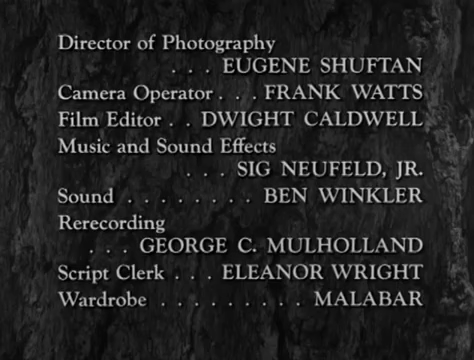 Director of Photography
. . . EUGENE SHUFTAN
Camera Operator . . . FRANK WATTS
Film Editor . . DWIGHT CALDWELL
Music and Sound Effects
. . . SIG NEUFELD, JR.
Sound . . . . . . . . BEN WINKLER
Rerecording
. . . GEORGE C. MULHOLLAND
Script Clerk . . . ELEANOR WRIGHT
Wardrobe . . . . . . . . . MALABAR